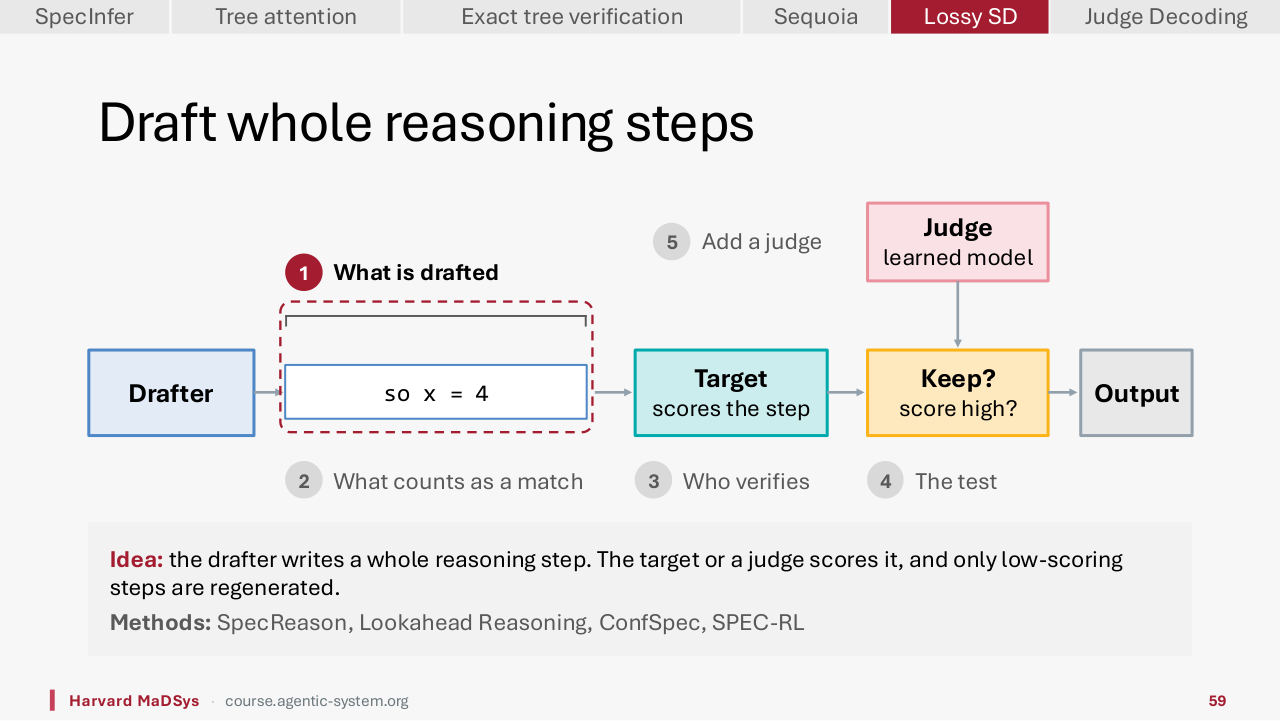 SpecInfer
Tree attention
Exact tree verification
Sequoia
Lossy SD
Judge Decoding
Draft whole reasoning steps
5 Add a judge
Judge
learned model
1 What is drafted
Drafter
so x = 4
Target
scores the step
Keep?
score high?
Output
2 What counts as a match
3 Who verifies
4 The test
Idea: the drafter writes a whole reasoning step. The target or a judge scores it, and only low-scoring
steps are regenerated.
Methods: SpecReason, Lookahead Reasoning, ConfSpec, SPEC-RL
Harvard MaDSys · course.agentic-system.org
59